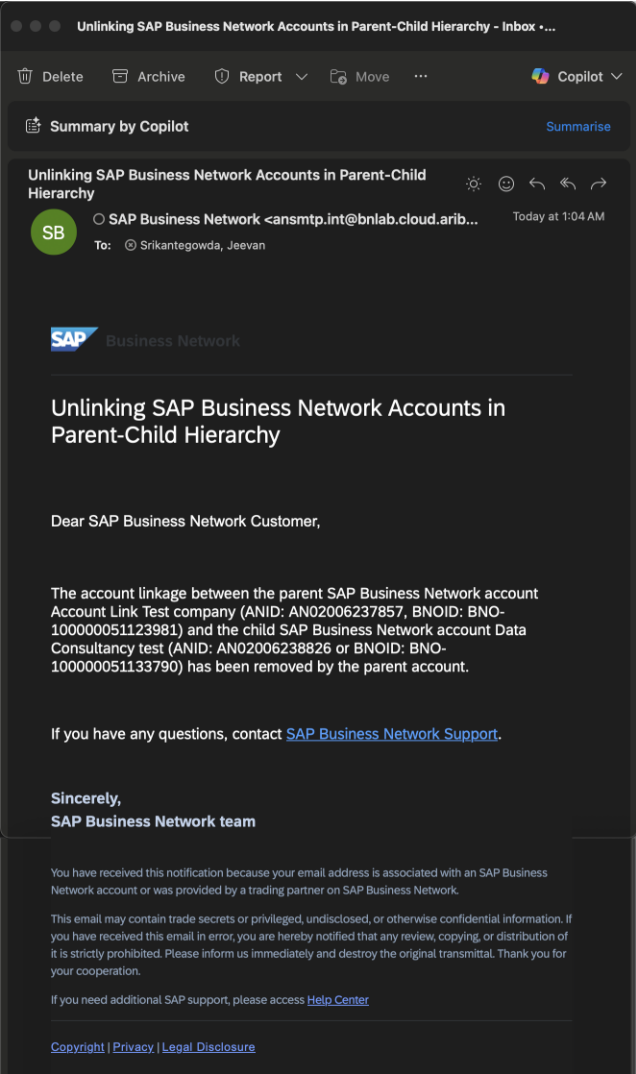 Unlinking SAP Business Network Accounts in Parent-Child Hierarchy - Inbox •...
Delete
Archive
Report
Move
...
Copilot
Summary by Copilot
Summarise
Unlinking SAP Business Network Accounts in Parent-Child
Hierarchy
SB
SAP Business Network <ansmtp.int@bnlab.cloud.arib...
Today at 1:04 AM
To:
Srikantegowda, Jeevan
SAP
Business Network
Unlinking SAP Business Network Accounts in
Parent-Child Hierarchy
Dear SAP Business Network Customer,
The account linkage between the parent SAP Business Network account
Account Link Test company (ANID: AN02006237857, BNOID: BNO-
100000051123981) and the child SAP Business Network account Data
Consultancy test (ANID: AN02006238826 or BNOID: BNO-
100000051133790) has been removed by the parent account.
If you have any questions, contact SAP Business Network Support.
Sincerely,
SAP Business Network team
You have received this notification because your email address is associated with an SAP Business
Network account or was provided by a trading partner on SAP Business Network.
This email may contain trade secrets or privileged, undisclosed, or otherwise confidential information. If
you have received this email in error, you are hereby notified that any review, copying, or distribution of
it is strictly prohibited. Please inform us immediately and destroy the original transmittal. Thank you for
your cooperation.
If you need additional SAP support, please access Help Center
Copyright | Privacy | Legal Disclosure